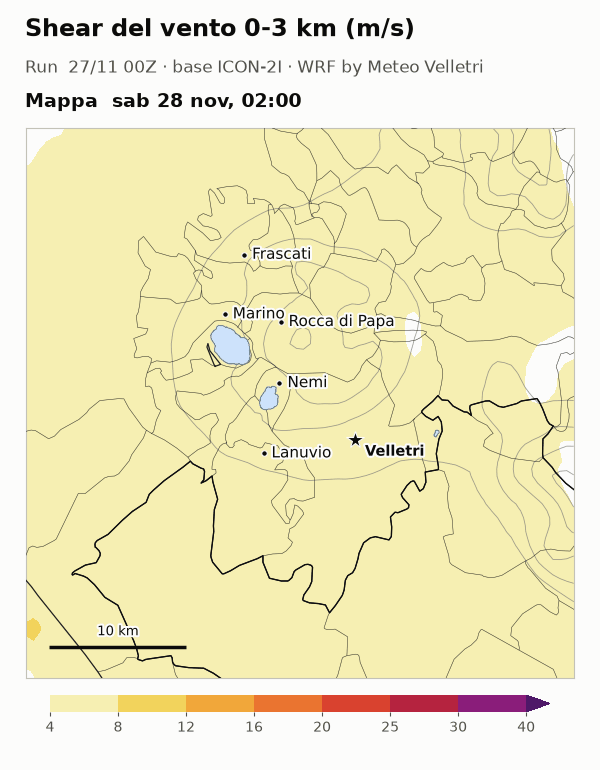 Shear del vento 0-3 km (m/s)
Run  27/11 00Z · base ICON-2I · WRF by Meteo Velletri
Mappa  sab 28 nov, 02:00
Frascati
Marino
Rocca di Papa
Nemi
Velletri
Lanuvio
10 km
4 8 12 16 20 25 30 40